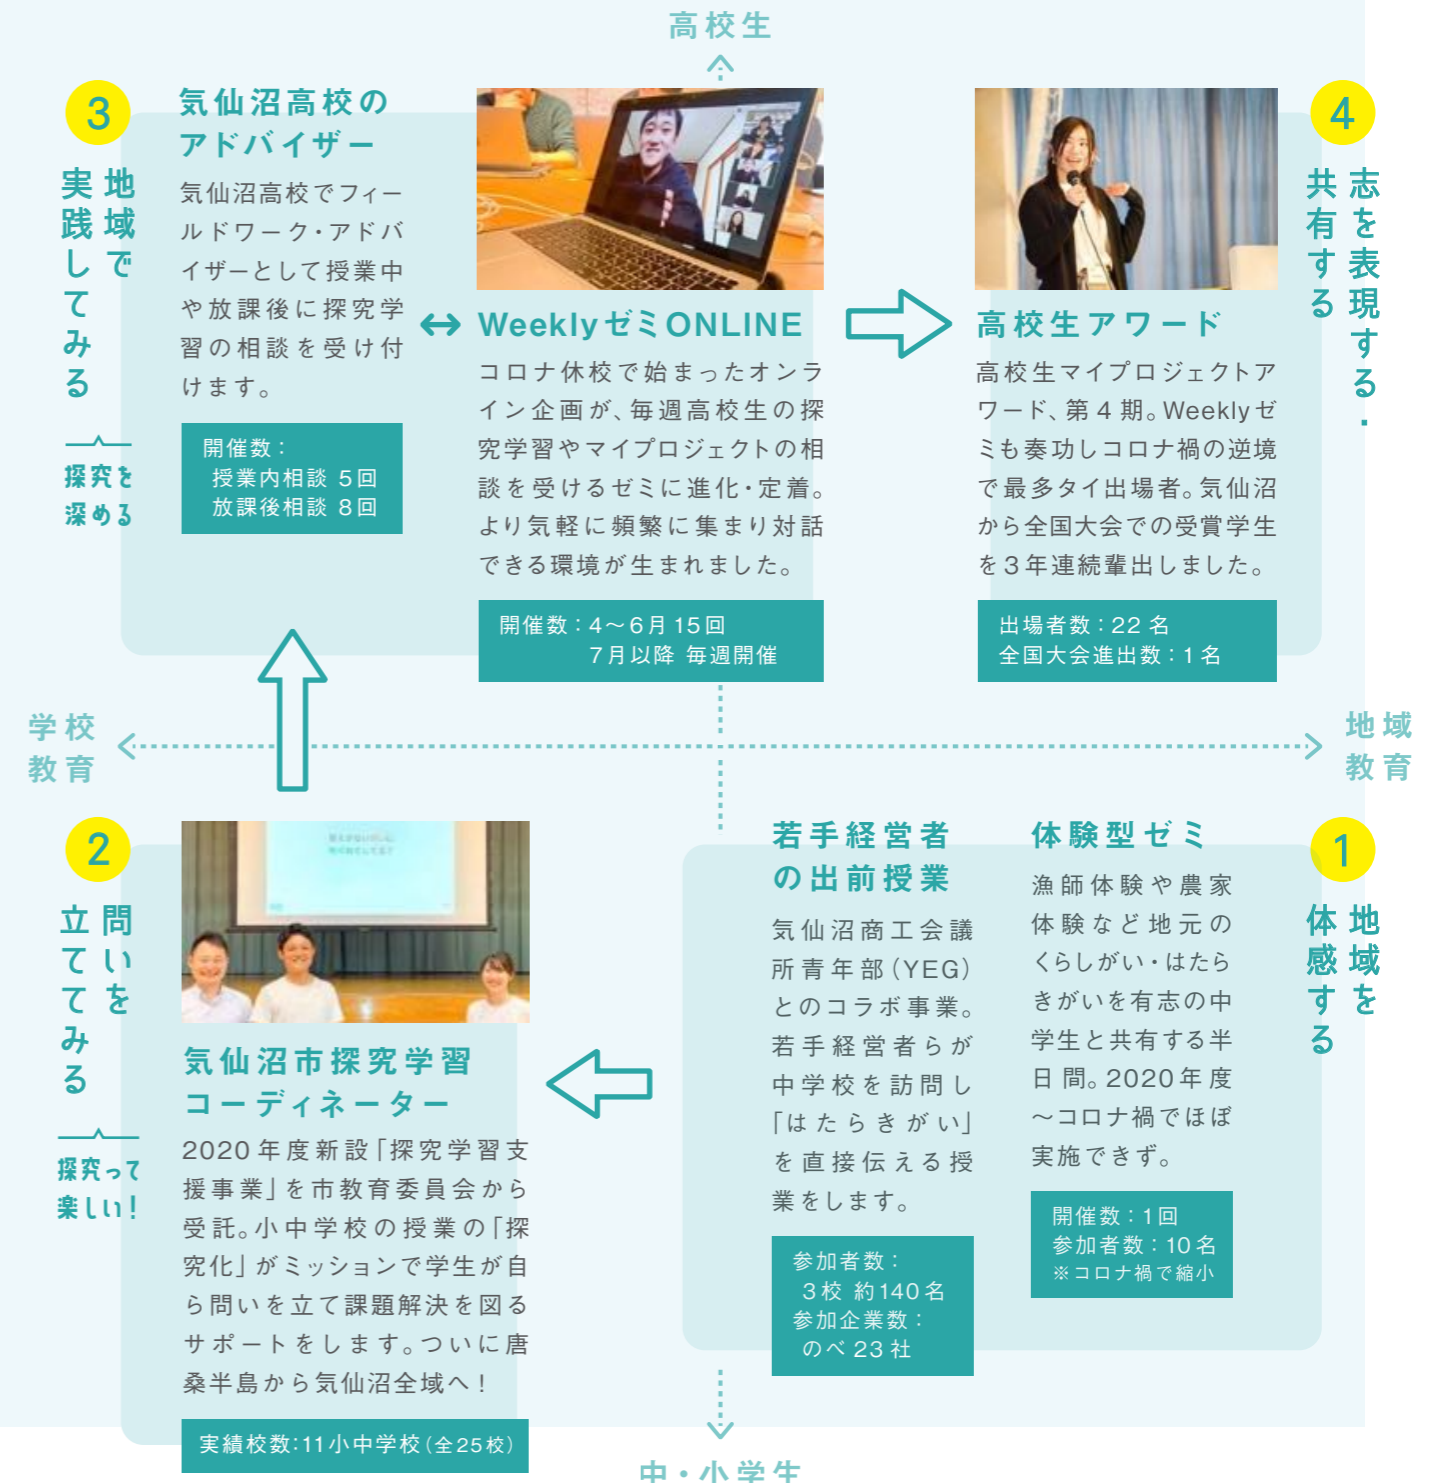 高校生
3
地域で
実践してみる
探究を
深める
気仙沼高校の
アドバイザー
気仙沼高校でフィー
ルドワーク・アドバ
イザーとして授業中
や放課後に探究学
習の相談を受け付
けます。
開催数：
授業内相談 5回
放課後相談 8回
WeeklyゼミONLINE
コロナ休校で始まったオンラ
イン企画が、毎週高校生の探
究学習やマイプロジェクトの相
談を受けるゼミに進化・定着。
より気軽に頻繁に集まり対話
できる環境が生まれました。
開催数：4～6月15回
7月以降 毎週開催
高校生アワード
高校生マイプロジェクトア
ワード、第4期。Weeklyゼ
ミも奏功しコロナ禍の逆境
で最多タイ出場者。気仙沼
から全国大会での受賞学生
を3年連続輩出しました。
出場者数：22名
全国大会進出数：1名
4
志を表現する・
共有する
学校
教育
地域
教育
2
問いを
立ててみる
探究って
楽しい！
気仙沼市探究学習
コーディネーター
2020年度新設「探究学習支
援事業」を市教育委員会から
受託。小中学校の授業の「探
究化」がミッションで学生が自
ら問いを立て課題解決を図る
サポートをします。ついに唐
桑半島から気仙沼全域へ！
実績校数：11小中学校（全25校）
若手経営者
の出前授業
気仙沼商工会議
所青年部（YEG）
とのコラボ事業。
若手経営者らが
中学校を訪問し
「はたらきがい」
を直接伝える授
業をします。
参加者数：
3校 約140名
参加企業数：
のべ23社
体験型ゼミ
漁師体験や農家
体験など地元の
くらしがい・はたら
きがいを有志の中
学生と共有する半
日間。2020年度
～コロナ禍でほぼ
実施できず。
開催数：1回
参加者数：10名
※コロナ禍で縮小
1
地域を
体感する
中・小学生